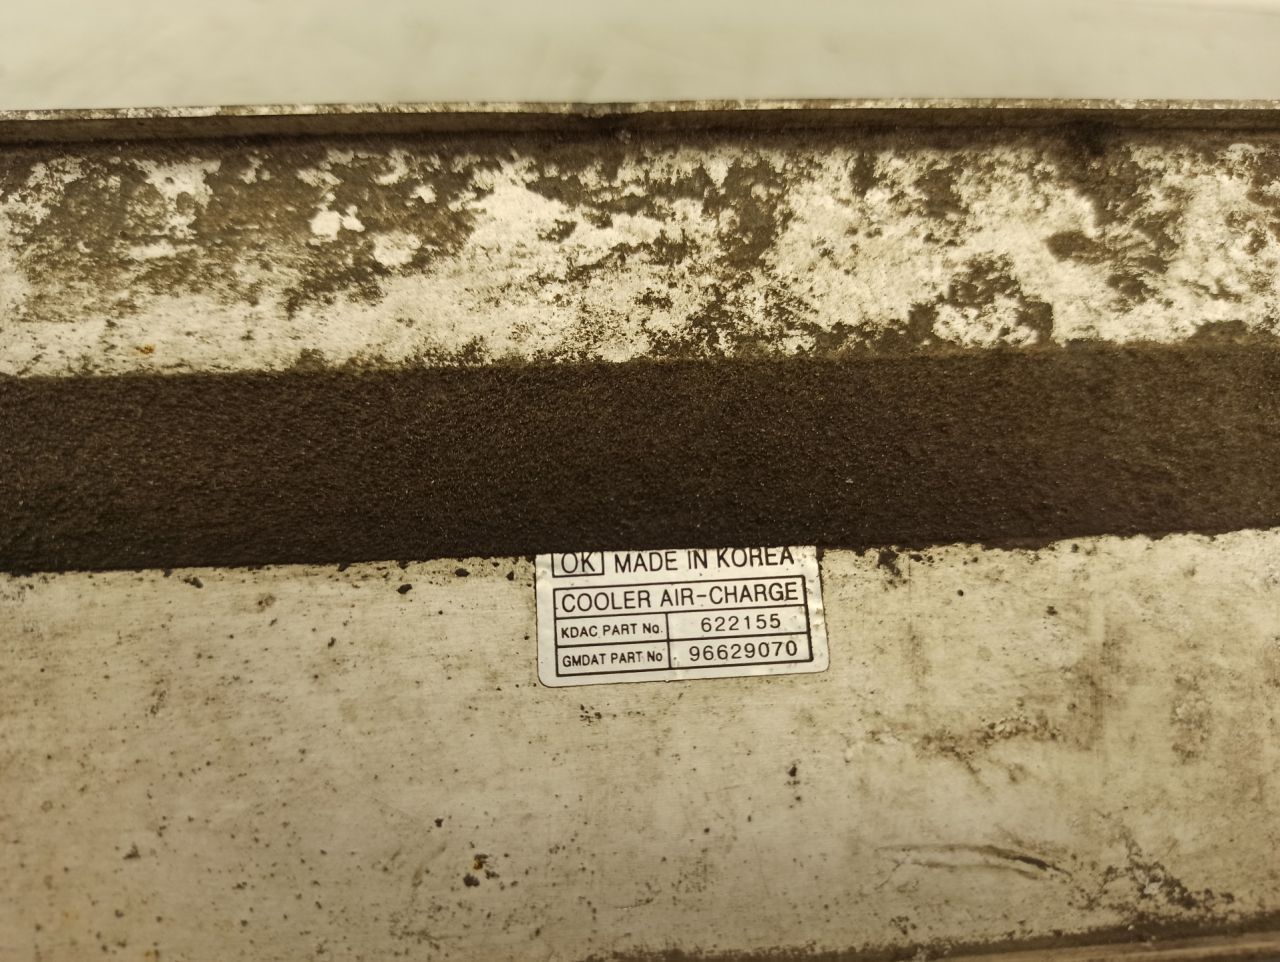 OK MADE IN KOREA
COOLER AIR-CHARGE
KDAC PART No. 622155
GMDAT PART No 96629070